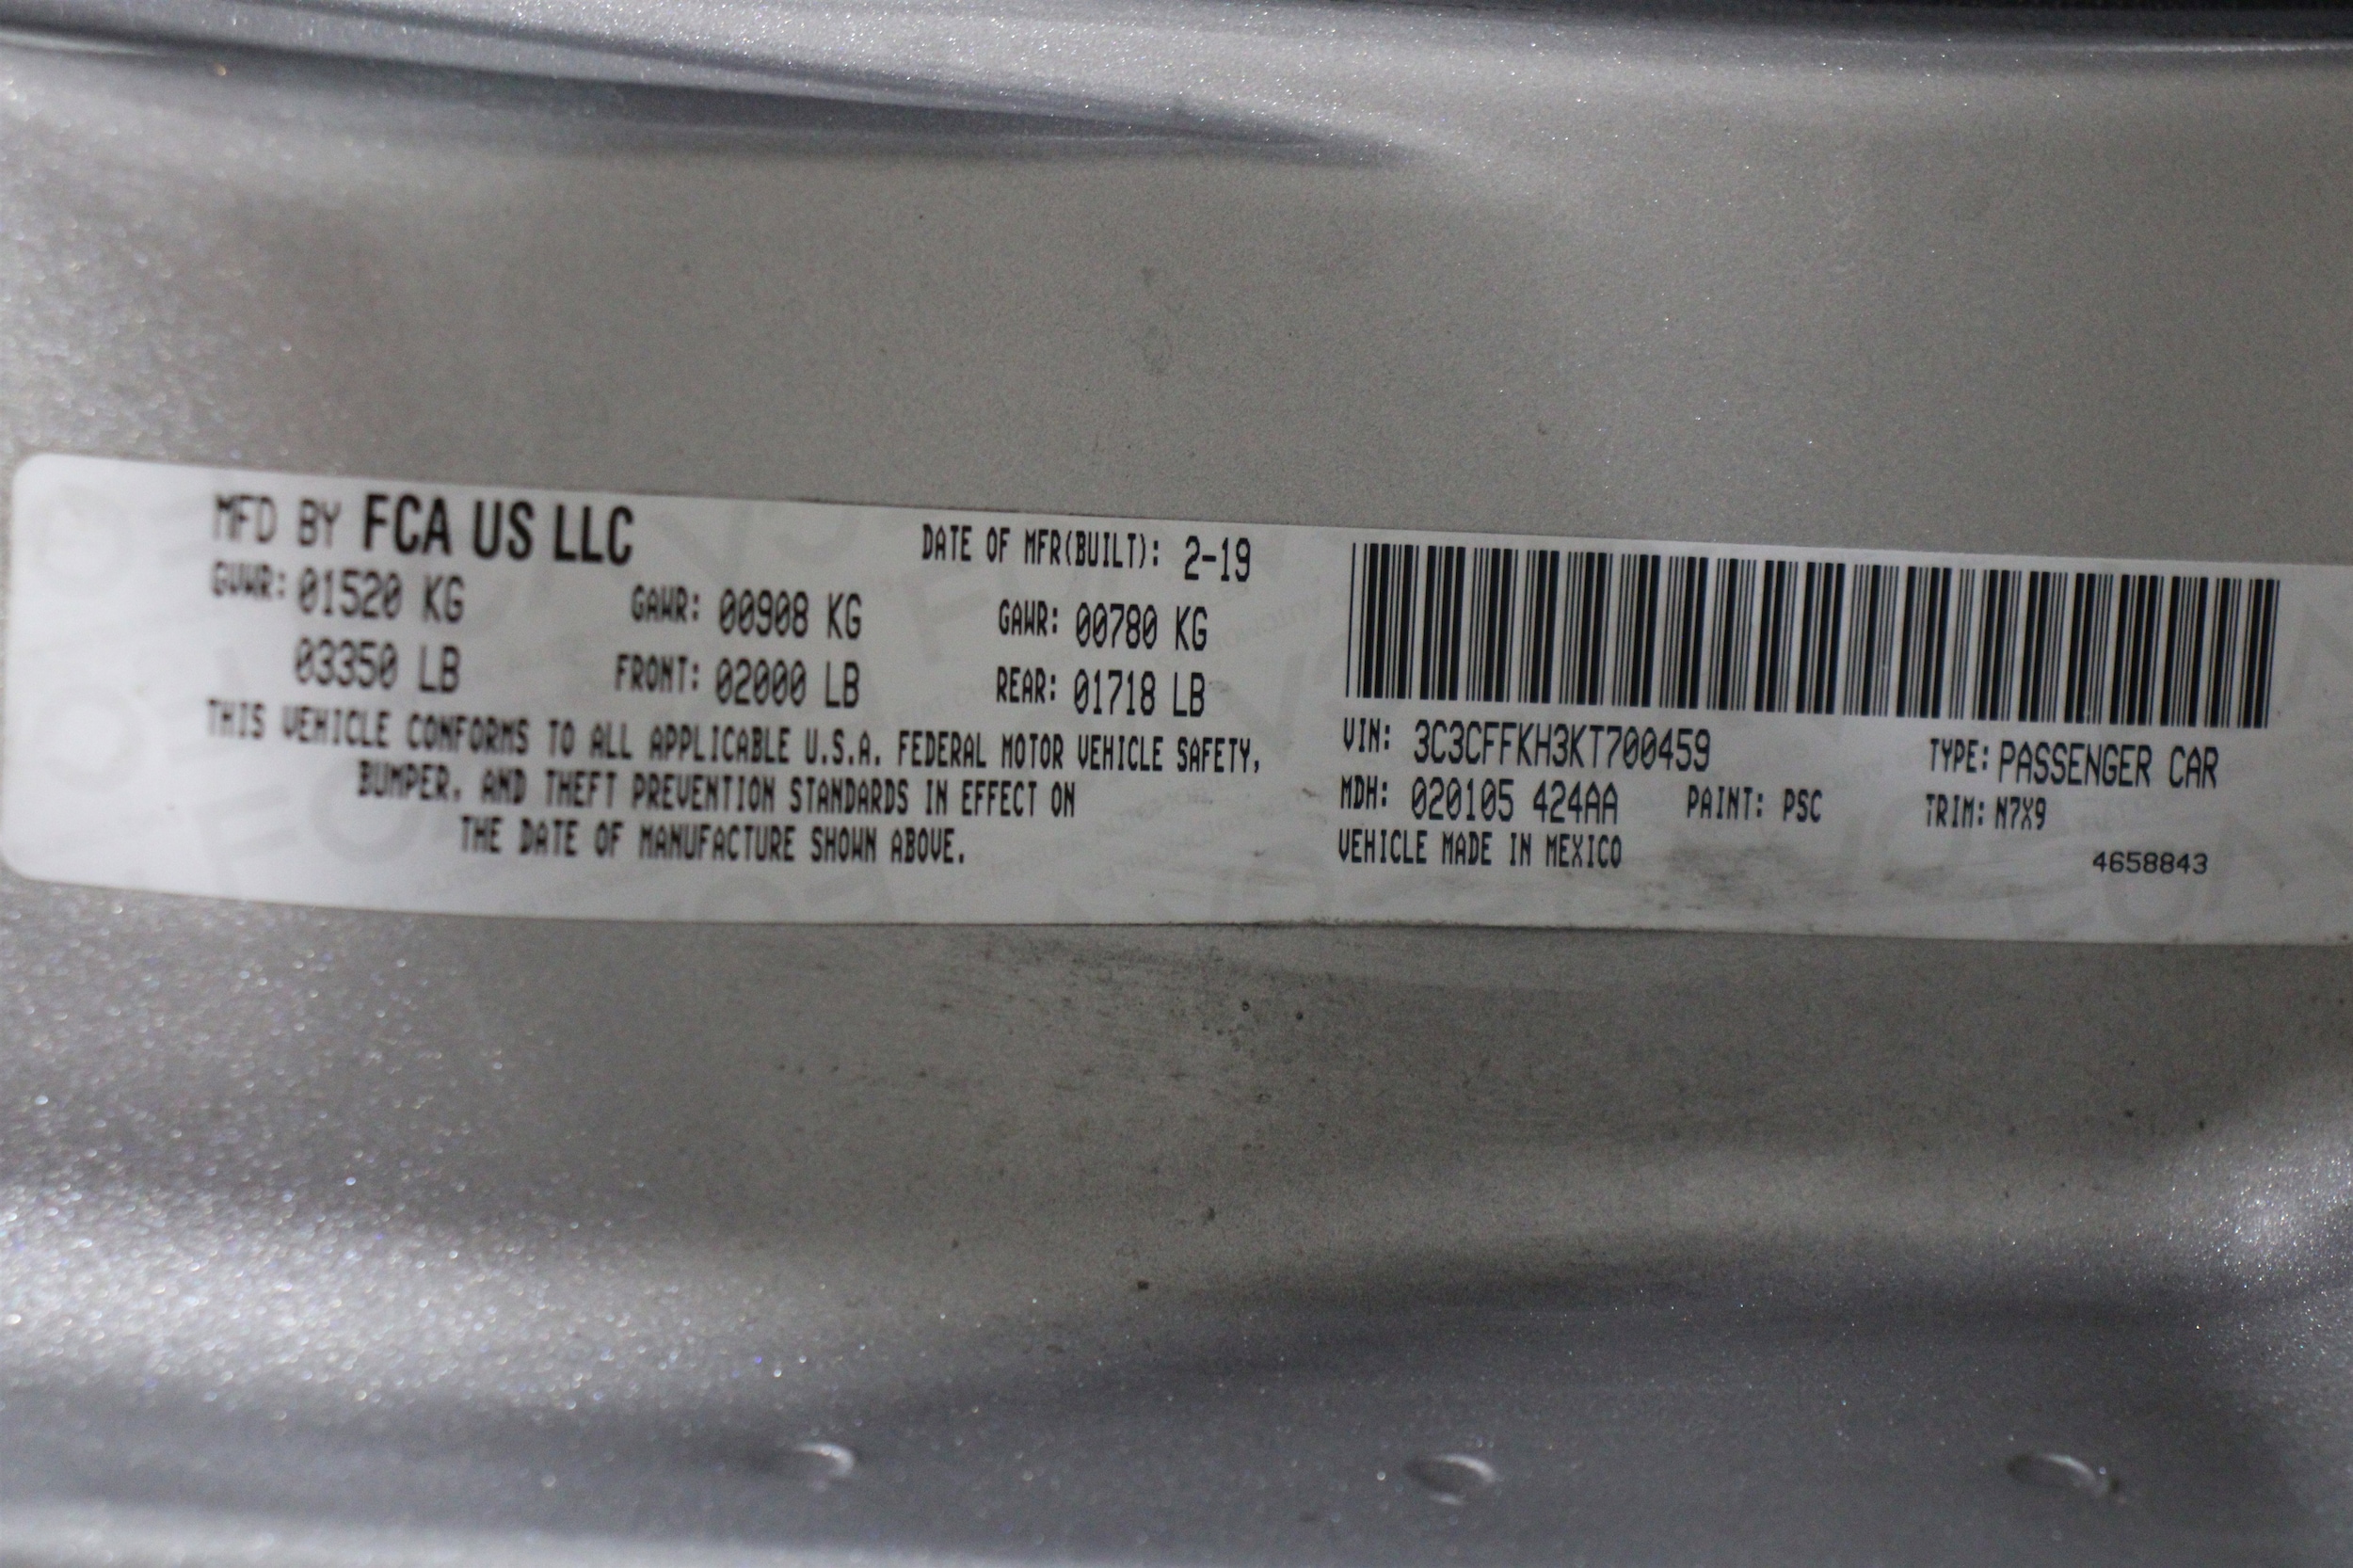 MFD BY FCA US LLC
DATE OF MFR(BUILT): 2-19
GVWR: 01520 KG
GAWR: 00908 KG
GAWR: 00780 KG
03350 LB
FRONT: 02000 LB
REAR: 01718 LB
THIS VEHICLE CONFORMS TO ALL APPLICABLE U.S.A. FEDERAL MOTOR VEHICLE SAFETY,
BUMPER, AND THEFT PREVENTION STANDARDS IN EFFECT ON
THE DATE OF MANUFACTURE SHOWN ABOVE.
VIN: 3C3CFFKH3KT700459
TYPE: PASSENGER CAR
MDH: 020105 424AA
PAINT: PSC
TRIM: N7X9
VEHICLE MADE IN MEXICO
4658843